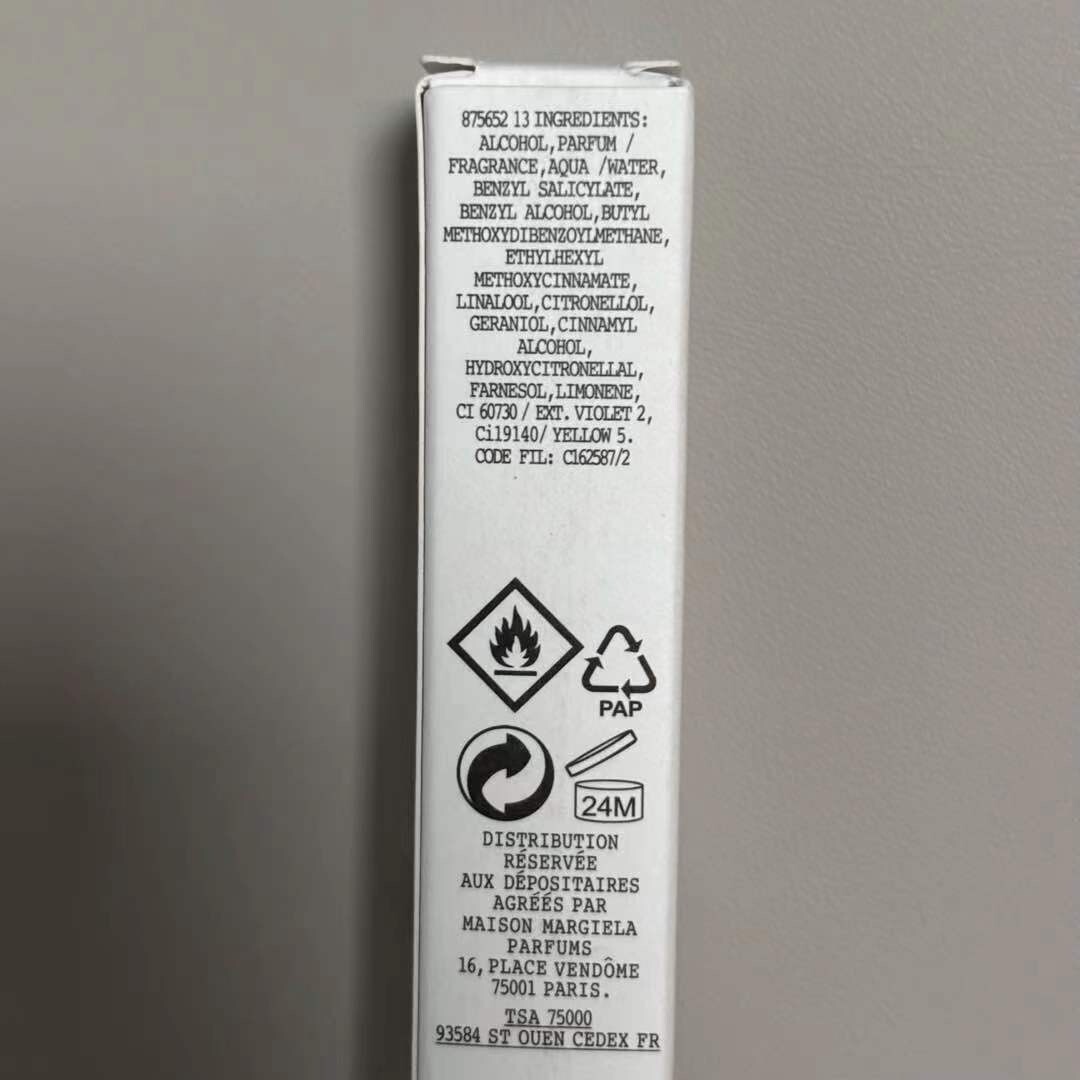 875652 13 INGREDIENTS:
ALCOHOL,PARFUM /
FRAGRANCE,AQUA /WATER,
BENZYL SALICYLATE,
BENZYL ALCOHOL,BUTYL
METHOXYDIBENZOYLMETHANE,
ETHYLHEXYL
METHOXYCINNAMATE,
LINALOOL,CITRONELLOL,
GERANIOL,CINNAMYL
ALCOHOL,
HYDROXYCITRONELLAL,
FARNESOL,LIMONENE,
CI 60730 / EXT. VIOLET 2,
Ci19140/ YELLOW 5.
CODE FIL: C162587/2
PAP
24M
DISTRIBUTION
RÉSERVÉE
AUX DÉPOSITAIRES
AGRÉÉS PAR
MAISON MARGIELA
PARFUMS
16, PLACE VENDÔME
75001 PARIS.
TSA 75000
93584 ST OUEN CEDEX FR